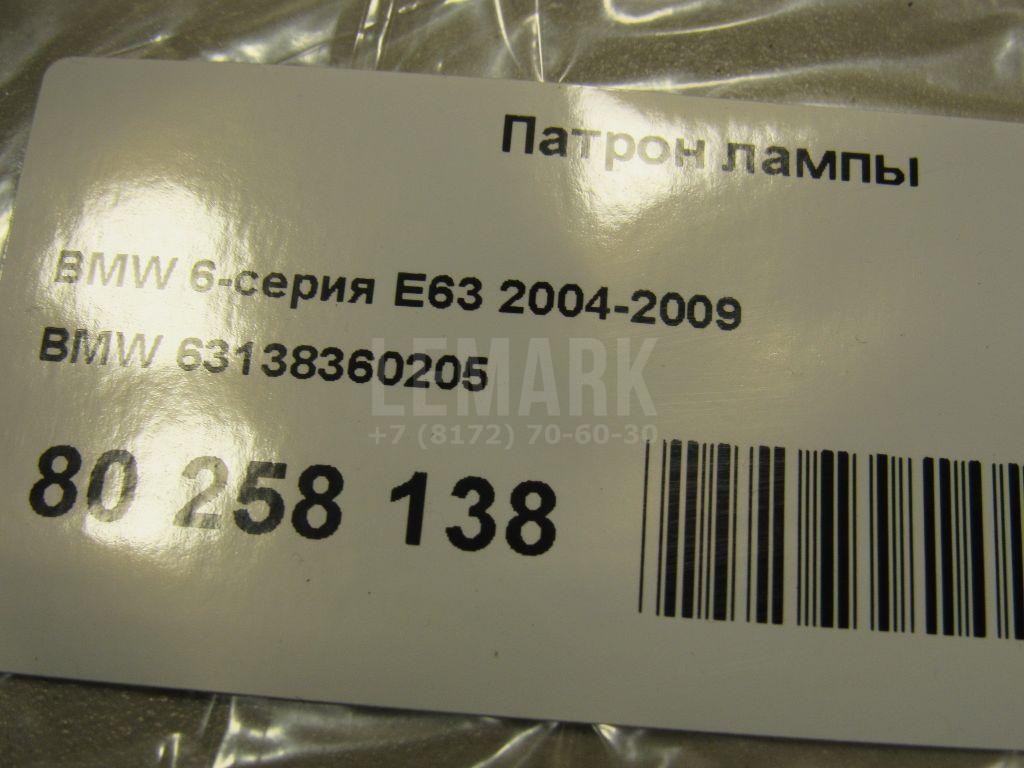 Патрон лампы
BMW 6-серия E63 2004-2009
BMW 63138360205
LEMARK
+7 (8172) 70-60-30
80 258 138